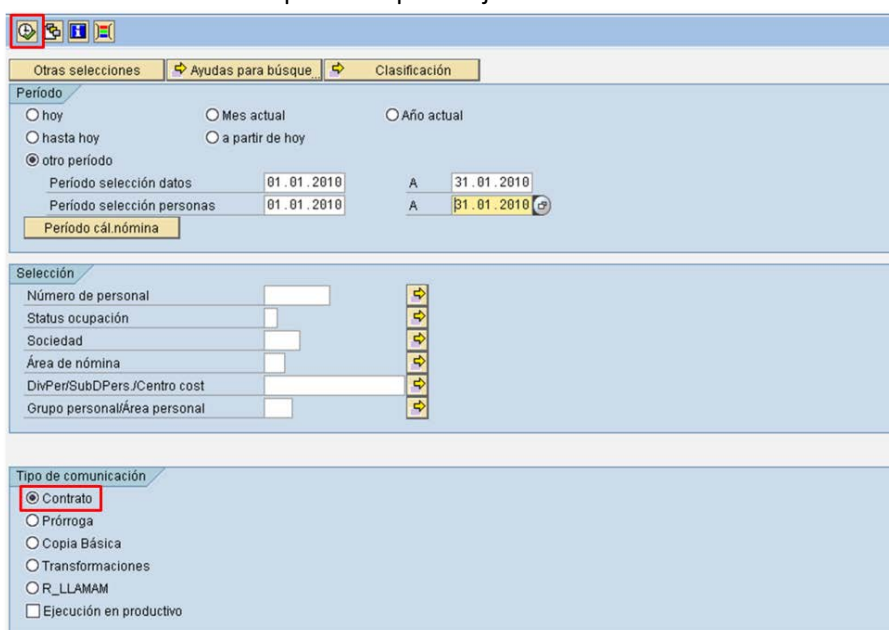 Otras selecciones Ayudas para búsque... Clasificación
Período
hoy Mes actual Año actual
hasta hoy a partir de hoy
otro período
Período selección datos 01.01.2010 A 31.01.2010
Período selección personas 01.01.2010 A 31.01.2010
Período cál.nómina
Selección
Número de personal
Status ocupación
Sociedad
Área de nómina
DivPer/SubDPers./Centro cost
Grupo personal/Área personal
Tipo de comunicación
Contrato
Prórroga
Copia Básica
Transformaciones
R_LLAMAM
Ejecución en productivo